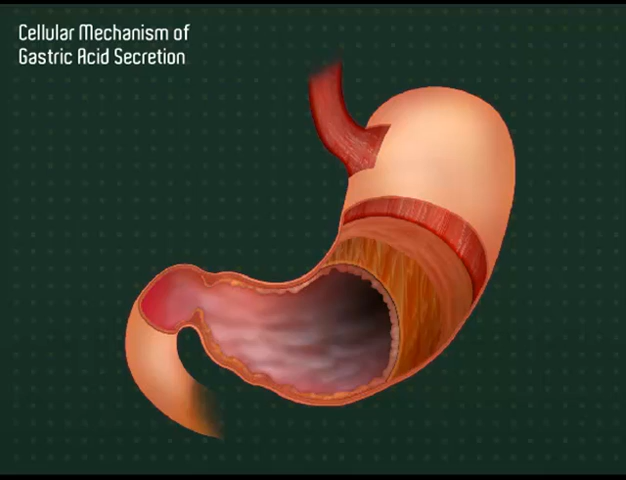 Cellular Mechanism of
Gastric Acid Secretion